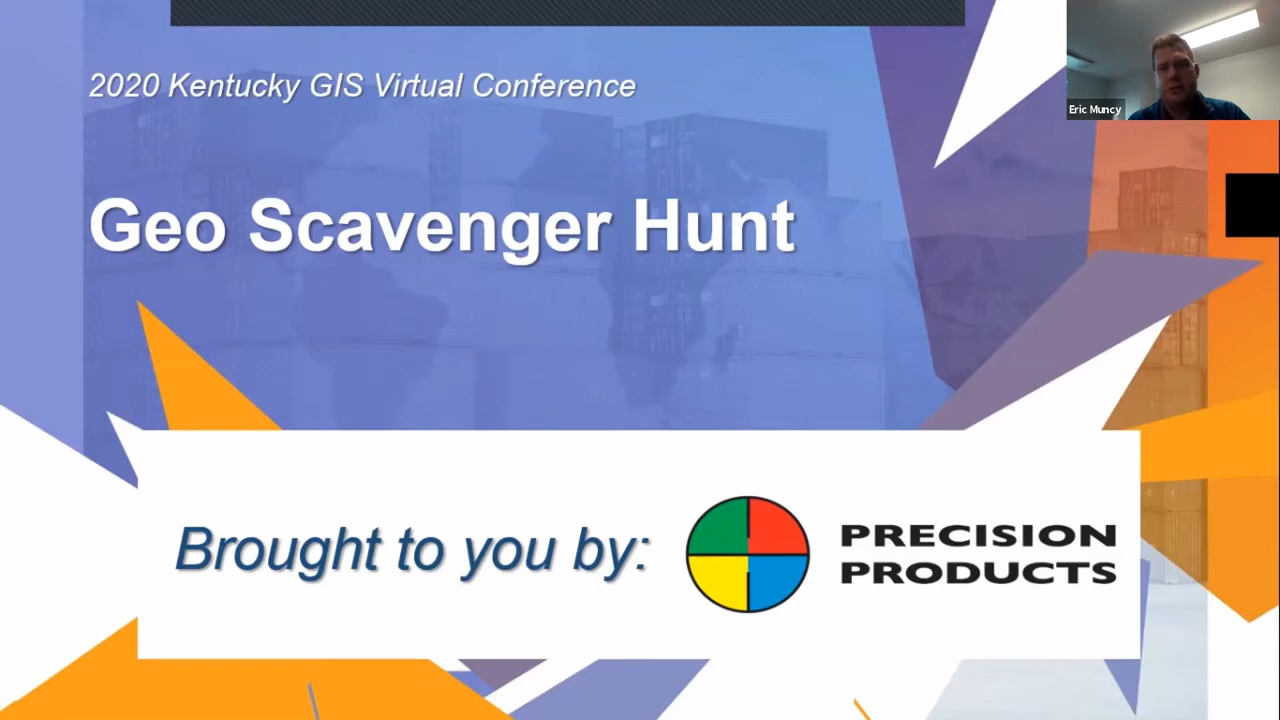 2020 Kentucky GIS Virtual Conference
Eric Muncy
Geo Scavenger Hunt
Brought to you by:
PRECISION
PRODUCTS